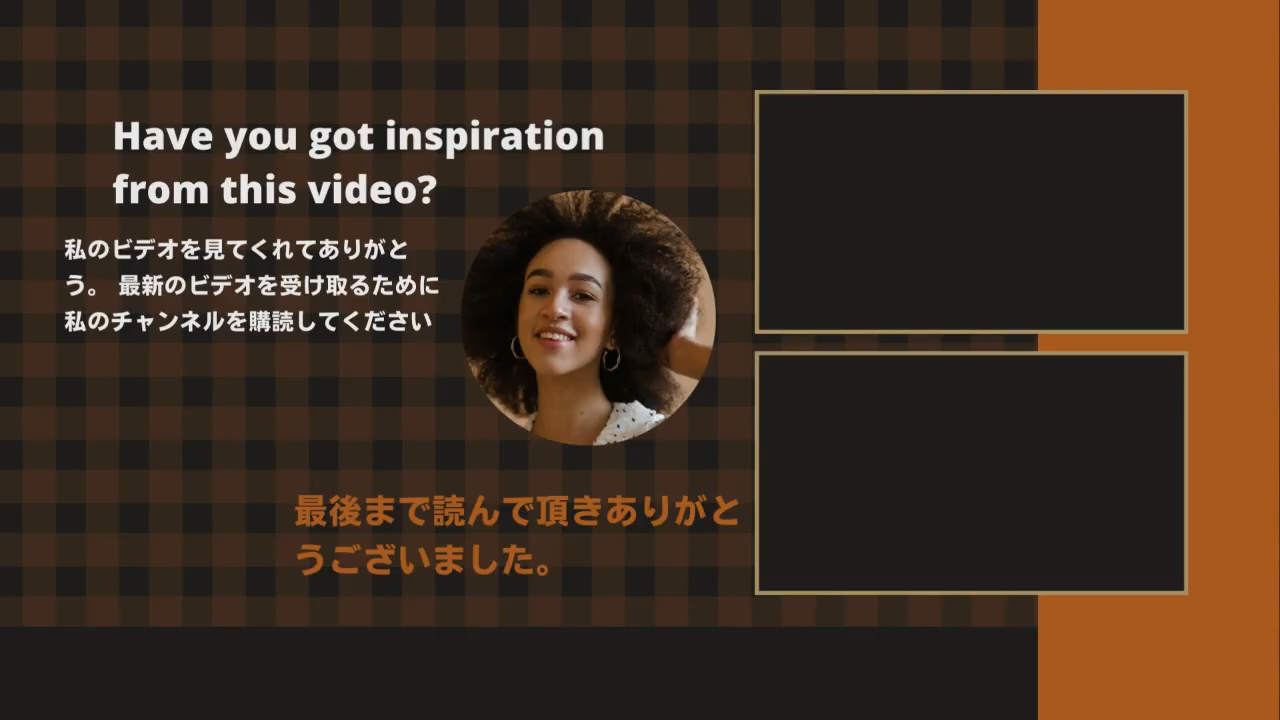 Have you got inspiration
from this video?
私のビデオを見てくれてありがと
う。 最新のビデオを受け取るために
私のチャンネルを購読してください
最後まで読んで頂きありがと
うございました。